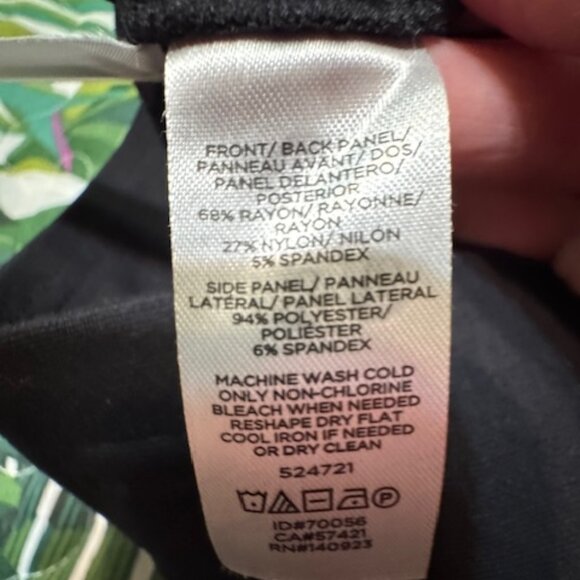 FRONT/ BACK PANEL/
PANNEAU AVANT/ DOS/
PANEL DELANTERO/
POSTERIOR
68% RAYON/ RAYONNE/
RAYON
27% NYLON/ NILON
5% SPANDEX
SIDE PANEL/ PANNEAU
LATÉRAL/ PANEL LATERAL
94% POLYESTER/
POLIÉSTER
6% SPANDEX
MACHINE WASH COLD
ONLY NON-CHLORINE
BLEACH WHEN NEEDED
RESHAPE DRY FLAT
COOL IRON IF NEEDED
OR DRY CLEAN
524721
P
ID#70056
CA#57421
RN#140923